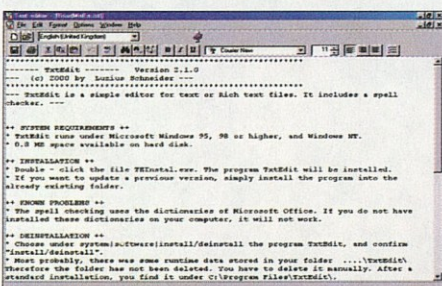 Text editor - [ReadMeEn.txt]
File Edit Format Options Window Help
English (United Kingdom)
Courier New 11
B I U
************************************************************
------- TxtEdit ------- Version 2.1.0
--- (c) 2000 by Luzius Schneider ---
************************************************************
--- TxtEdit is a simple editor for text or Rich text files. It includes a spell
checker. ---
++ SYSTEM REQUIREMENTS ++
* TxtEdit runs under Microsoft Windows 95, 98 or higher, and Windows NT.
* 0.8 MB space available on hard disk.
++ INSTALLATION ++
* Double - click the file TEInstal.exe. The program TxtEdit will be installed.
* If you want to update a previous version, simply install the program into the
already existing folder.
++ KNOWN PROBLEMS ++
* The spell checking uses the dictionaries of Microsoft Office. If you do not have
installed these dictionaries on your computer, it will not work.
++ DEINSTALLATION ++
* Choose under system|software|install/deinstall the program TxtEdit, and confirm
"install/deinstall".
* Most probably, there was some runtime data stored in your folder ....\TxtEdit\
Therefore the folder has not been deleted. You have to delete it manually. After a
standard installation, you find it under C:\Program Files\TxtEdit\.